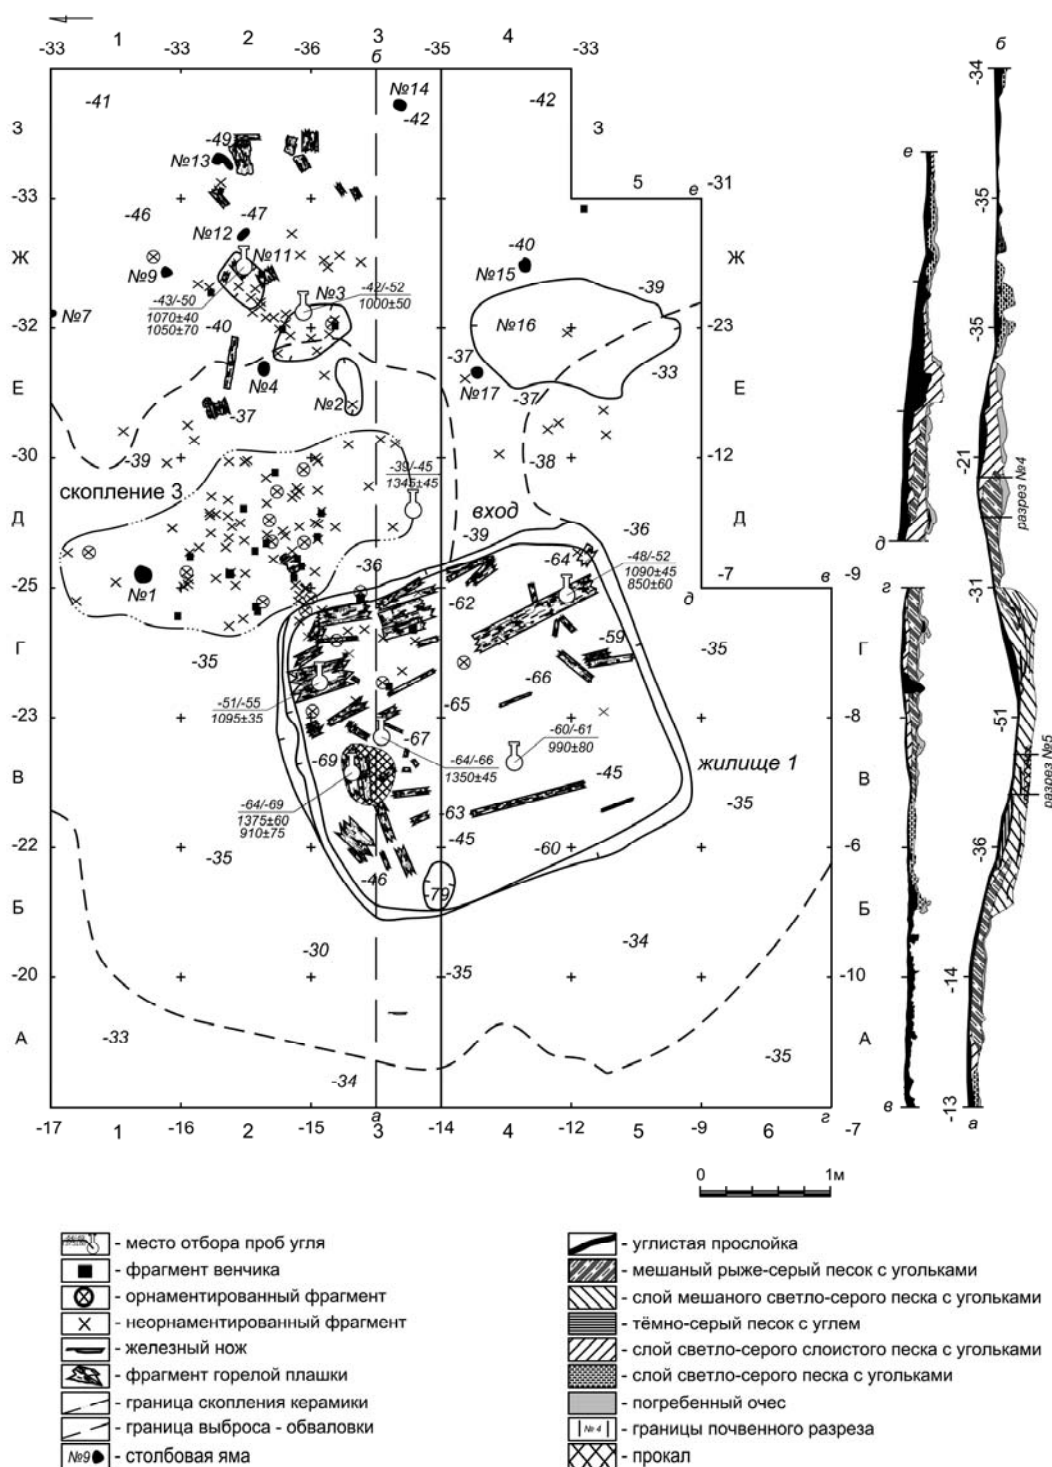 1 2 3 4
-33 -33 -36 б -35 -33
-34
б
-41 №14 -42 -42
З З
-49
№13
е
-33 5 е -31
-35
-46 -47
№12
-40
Ж №11 №15 Ж
№9
-43/-50 №3 -42/-52 -39
1070±40 1000±50
1050±70
№7 -40 №16
-32 -23
-35
-37 -33
№4 №17
Е №2 -37 Е
-37
-30 -39 -38 -12
-39/-45
1345±45
-21
разрез №4
скопление 3
вход
Д -39 -36 Д
д
-64 -48/-52
1090±45
850±60
№1 -36
-25 -62 д -7 в -9
г
-31
-59
Г -35 -35 Г
-66
-51/-55
1095±35
-65
-23 -8
-51
-67
-64/-66
1350±45
-60/-61
990±80
разрез №5
-69 жилище 1
В -45 В
-64/-69
1375±60
910±75
-63 -35
-45
-22 -35 -60 -6
-36
-46
-79
Б Б
-30 -34
-20 -35 -10
-14
А -33 А
-35
-34
а г в
-17 -16 -15 -14 -12 -7
-13
а
1 2 3 4 5 6
0 1м
- место отбора проб угля
- фрагмент венчика
- орнаментированный фрагмент
- неорнаментированный фрагмент
- железный нож
- фрагмент горелой плашки
- граница скопления керамики
- граница выброса - обваловки
№9 - столбовая яма
- углистая прослойка
- мешаный рыже-серый песок с угольками
- слой мешаного светло-серого песка с угольками
- тёмно-серый песок с углем
- слой светло-серого слоистого песка с угольками
- слой светло-серого песка с угольками
- погребенный очес
№ 4 - границы почвенного разреза
- прокал